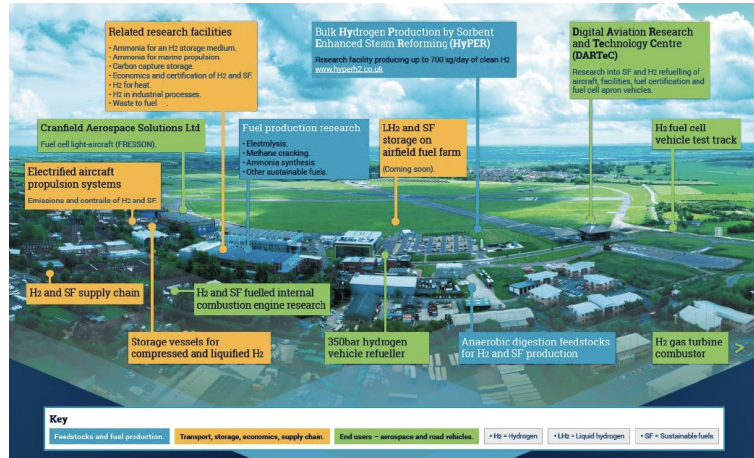 Related research facilities
• Ammonia for an H2 storage medium.
• Ammonia for marine propulsion.
• Carbon capture storage.
• Economics and certification of H2 and SF.
• H2 for heat.
• H2 in industrial processes.
• Waste to fuel .
Bulk Hydrogen Production by Sorbent
Enhanced Steam Reforming (HyPER)
Research facility producing up to 700 kg/day of clean H2
www.hyperh2.co.uk
Digital Aviation Research
and Technology Centre
(DARTeC)
Research into SF and H2 refuelling of
aircraft, facilities, fuel certification and
fuel cell apron vehicles.
Cranfield Aerospace Solutions Ltd
Fuel cell light-aircraft (FRESSON).
Fuel production research
• Electrolysis.
• Methane cracking.
• Ammonia synthesis
• Other sustainable fuels.
LH2 and SF
storage on
airfield fuel farm
(Coming soon).
H2 fuel cell
vehicle test track
Electrified aircraft
propulsion systems
Emissions and contrails of H2 and SF.
H2 and SF supply chain
H2 and SF fuelled internal
combustion engine research
Storage vessels for
compressed and liquified H2
350bar hydrogen
vehicle refueller
Anaerobic digestion feedstocks
for H2 and SF production
H2 gas turbine
combustor
>
Key
Feedstocks and fuel production.
Transport, storage, economics, supply chain.
End users – aerospace and road vehicles.
• H2 = Hydrogen
• LH2 = Liquid hydrogen
• SF = Sustainable fuels